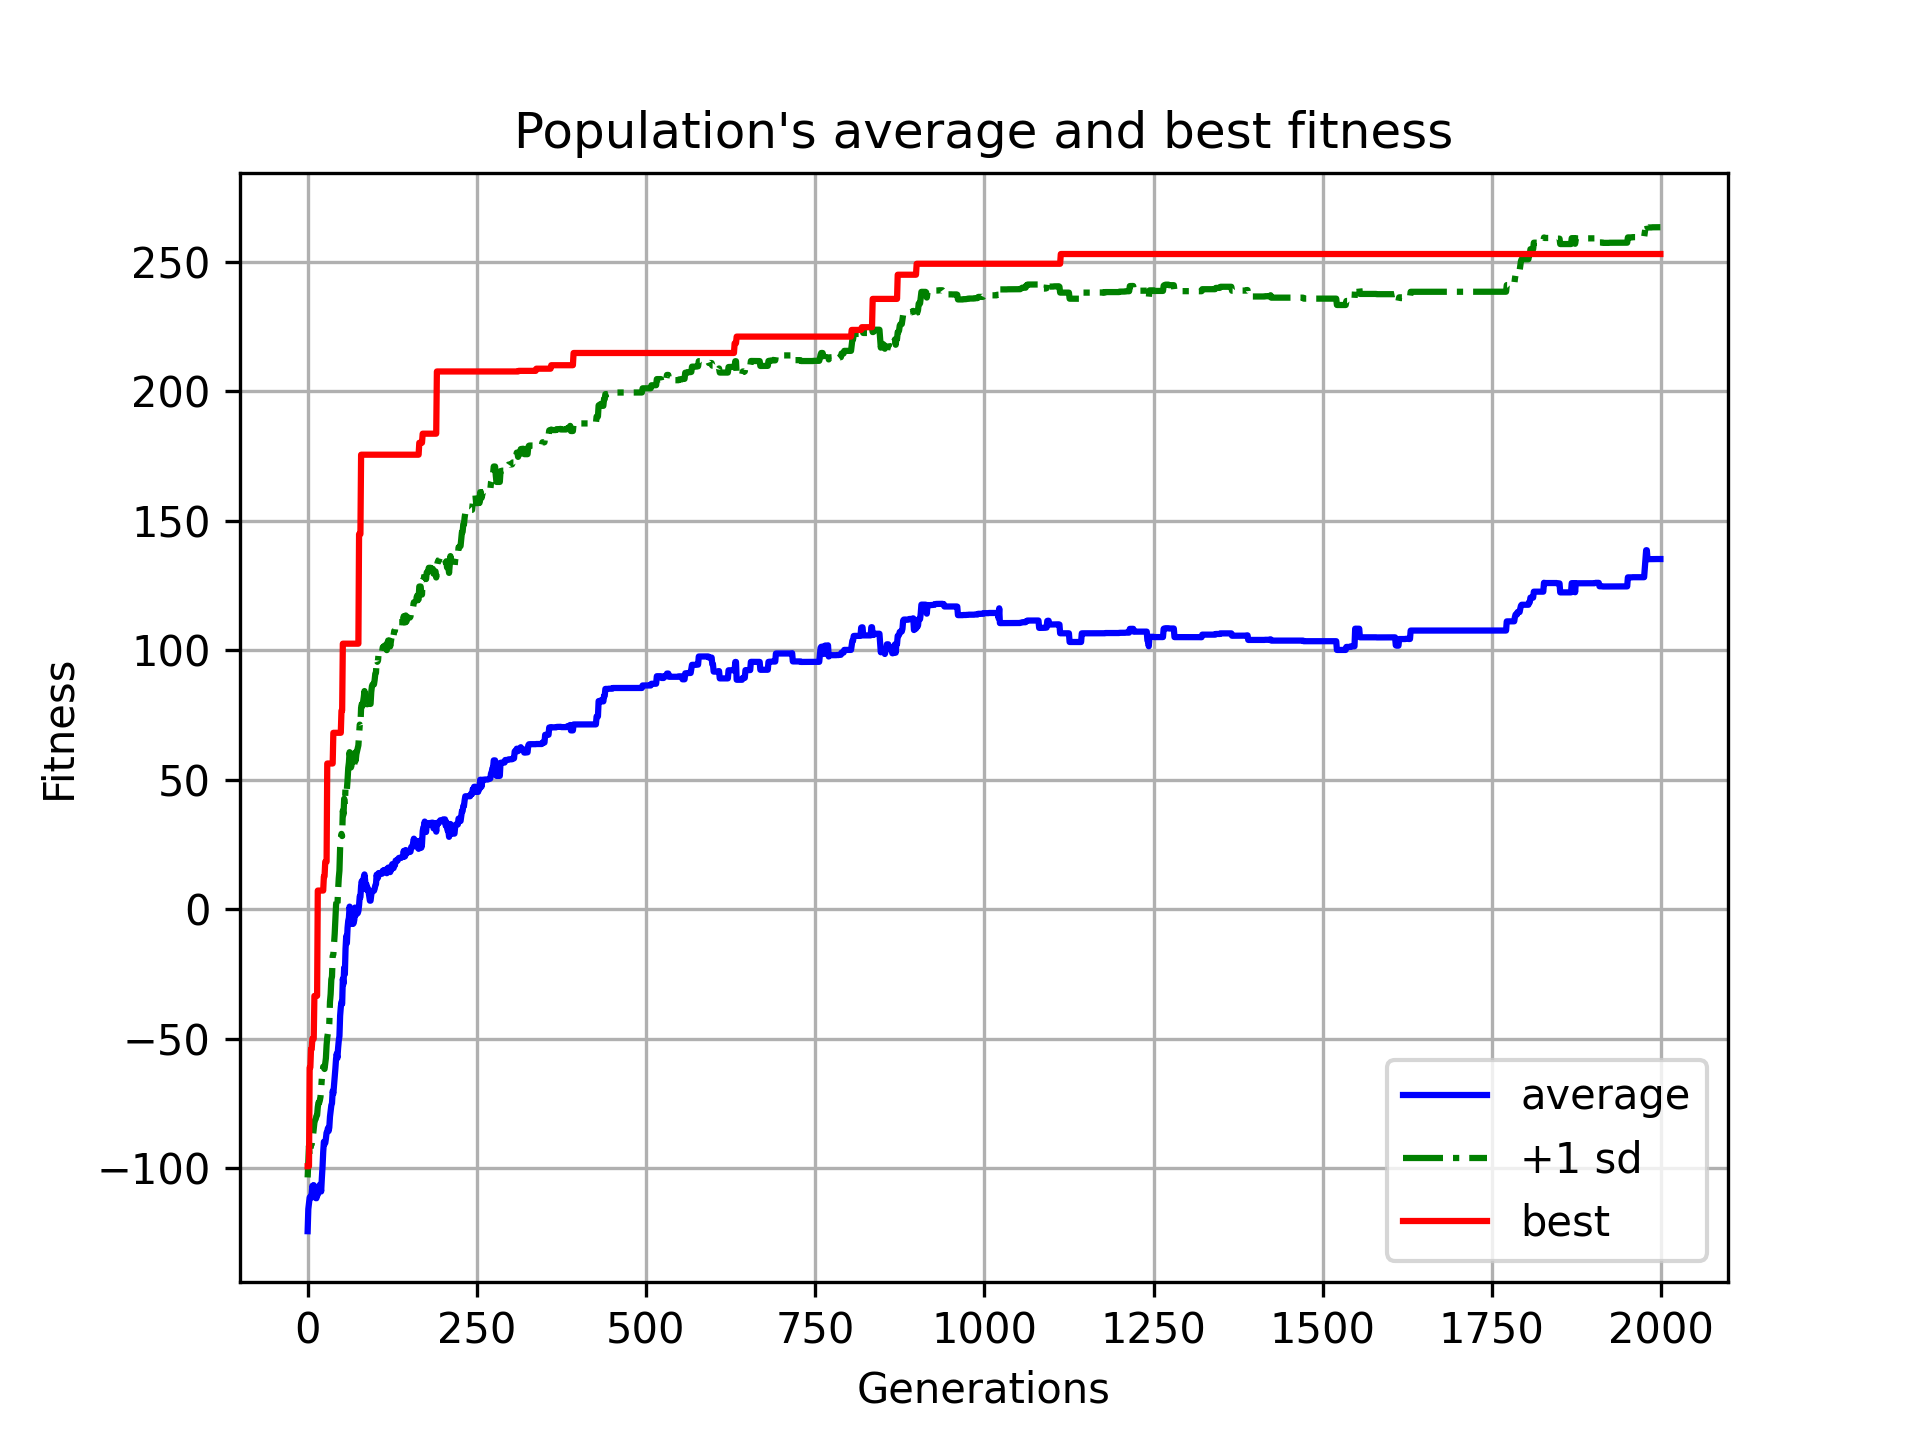 Population's average and best fitness
Fitness
250
200
150
100
50
0
−50
−100
0 250 500 750 1000 1250 1500 1750 2000
Generations
average
+1 sd
best